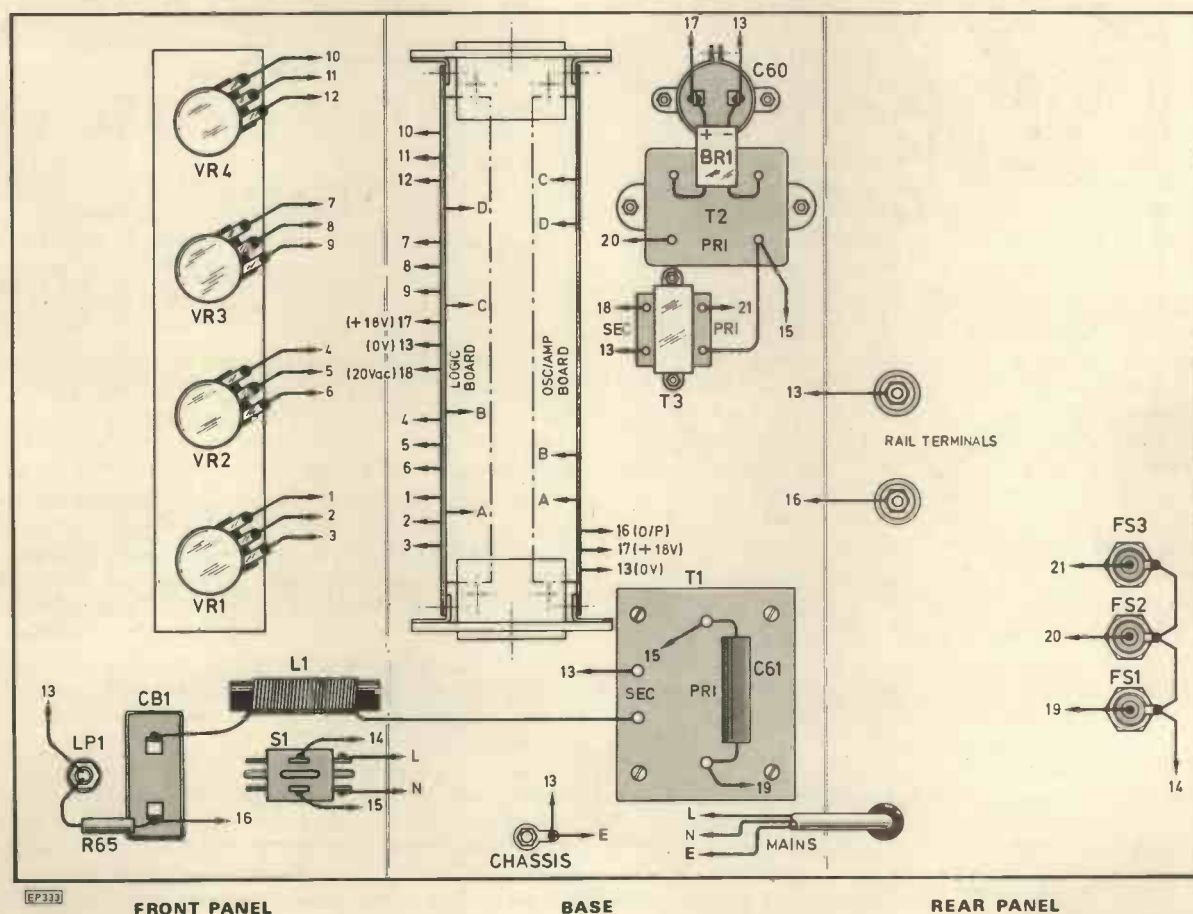 17 13
C60
+ −
BR1
T2
20 PRI
15
18 21
SEC PRI
13
T3
10
11
12
VR4
7
8
9
VR3
4
5
6
VR2
1
2
3
VR1
10
11
12
D
7
8
9
C
(+18V) 17
(0V) 13
(20Vac) 18
LOGIC BOARD
B
4
5
6
1
A
2
3
C
D
OSC/AMP BOARD
B
A
16 (O/P)
17 (+18V)
13 (0V)
13
RAIL TERMINALS
16
FS3
21
FS2
20
FS1
19
14
T1
15
13
SEC PRI C61
19
L1
13 CB1
LP1
S1
14
L
N
15
16
R65
13
E
CHASSIS
L
N
E
MAINS
EP333
FRONT PANEL BASE REAR PANEL